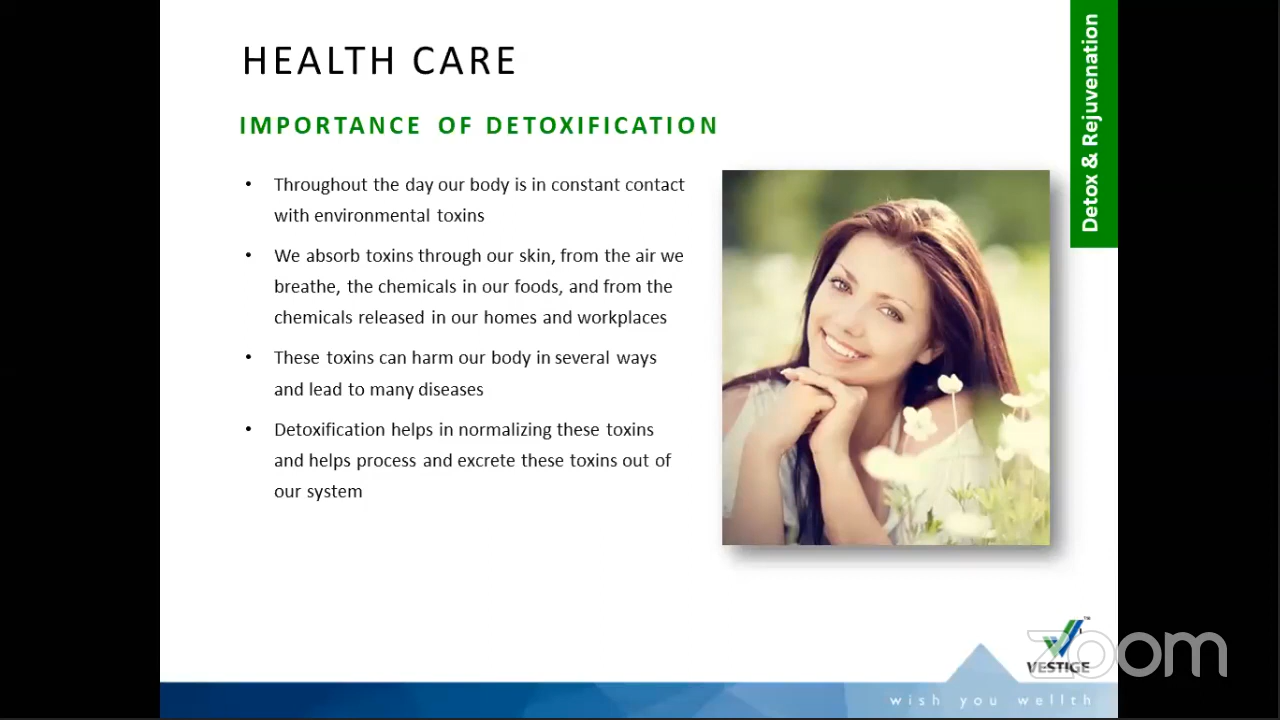 HEALTH CARE
IMPORTANCE OF DETOXIFICATION
• Throughout the day our body is in constant contact
with environmental toxins
• We absorb toxins through our skin, from the air we
breathe, the chemicals in our foods, and from the
chemicals released in our homes and workplaces
• These toxins can harm our body in several ways
and lead to many diseases
• Detoxification helps in normalizing these toxins
and helps process and excrete these toxins out of
our system
Detox & Rejuvenation
TM
VESTIGE
zoom
wish you wellth